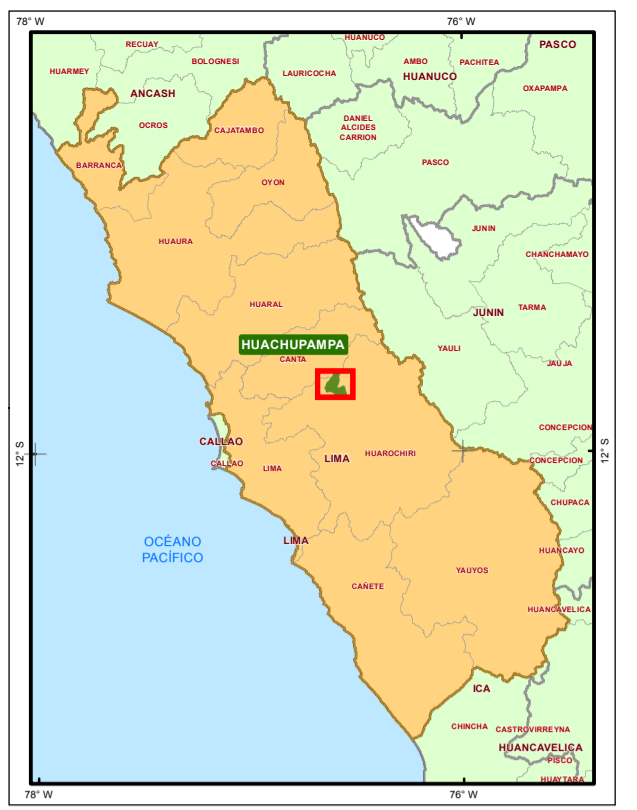 78° W
76° W
HUANUCO
RECUAY
PASCO
BOLOGNESI
AMBO
PACHITEA
HUARMEY
LAURICOCHA
HUANUCO
OXAPAMPA
ANCASH
DANIEL
ALCIDES
CARRION
OCROS
CAJATAMBO
PASCO
BARRANCA
OYON
JUNIN
HUAURA
CHANCHAMAYO
HUARAL
TARMA
JUNIN
HUACHUPAMPA
YAULI
CANTA
JAUJA
CONCEPCION
CALLAO
12° S
12° S
HUAROCHIRI
LIMA
CONCEPCION
CALLAO
LIMA
CHUPACA
OCÉANO
PACÍFICO
LIMA
HUANCAYO
YAUYOS
CAÑETE
HUANCAVELICA
ICA
CHINCHA
CASTROVIRREYNA
HUANCAVELICA
PISCO
HUAYTARA
78° W
76° W